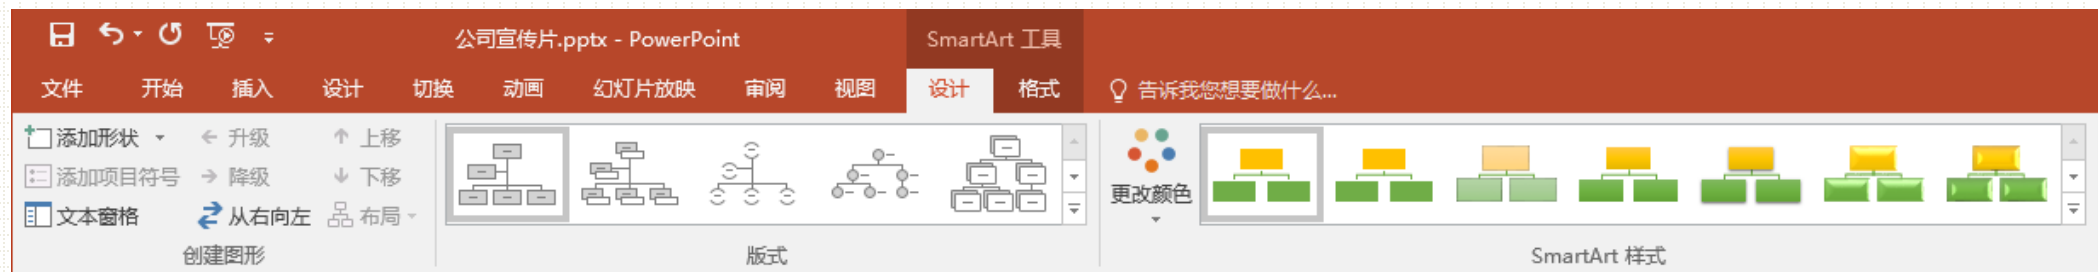 公司宣传片.pptx - PowerPoint
SmartArt 工具
文件 开始 插入 设计 切换 动画 幻灯片放映 审阅 视图 设计 格式 告诉我您想要做什么...
添加形状 升级 上移
添加项目符号 降级 下移
文本窗格 从右向左 布局
创建图形
版式
更改颜色
SmartArt 样式